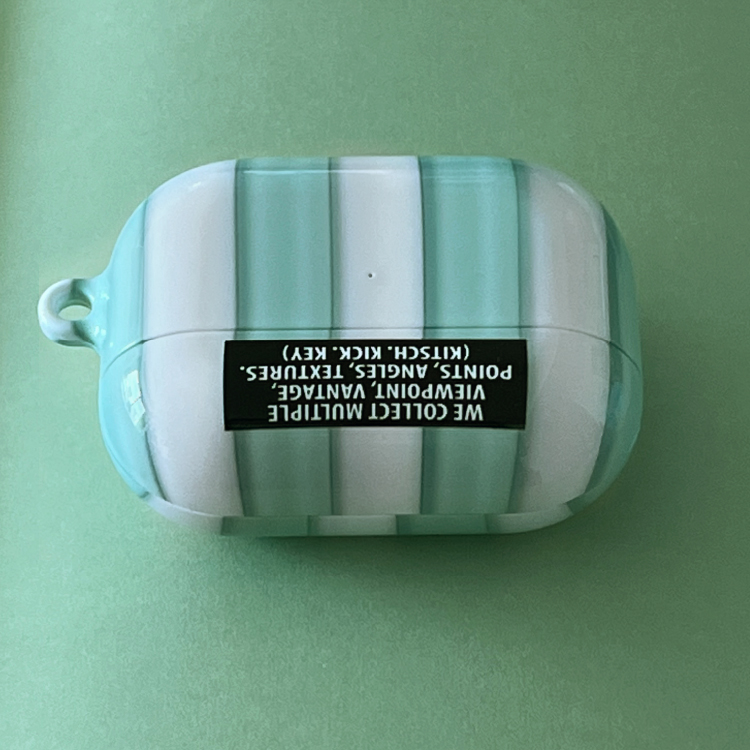 WE COLLECT MULTIPLE
VIEWPOINT, VANTAGE,
POINTS, ANGLES, TEXTURES.
(KITSCH. KICK. KEY)